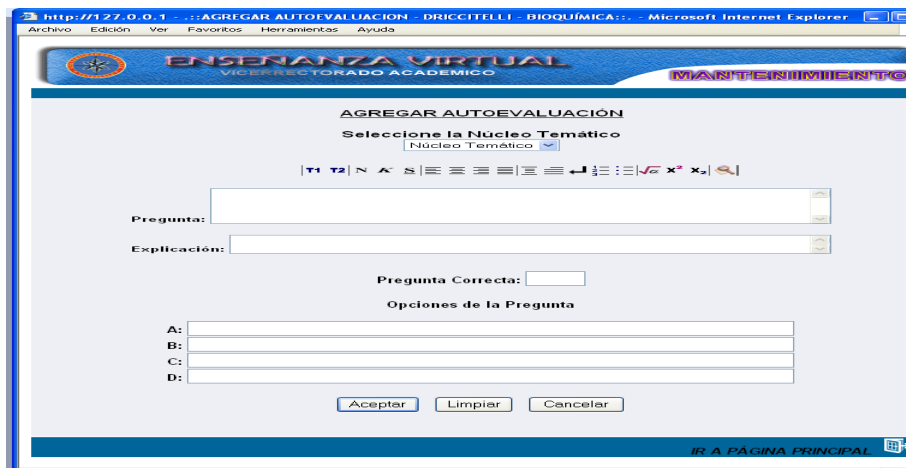 http://127.0.0.1 - .::AGREGAR AUTOEVALUACION - DRICCITELLI - BIOQUÍMICA::. - Microsoft Internet Explorer
Archivo Edición Ver Favoritos Herramientas Ayuda
ENSEÑANZA VIRTUAL
VICERRECTORADO ACADEMICO
MANTENIMIENTO
AGREGAR AUTOEVALUACIÓN
Seleccione la Núcleo Temático
Núcleo Temático
T1 T2 N K S √α X² X₂
Pregunta:
Explicación:
Pregunta Correcta:
Opciones de la Pregunta
A:
B:
C:
D:
Aceptar Limpiar Cancelar
IR A PÁGINA PRINCIPAL